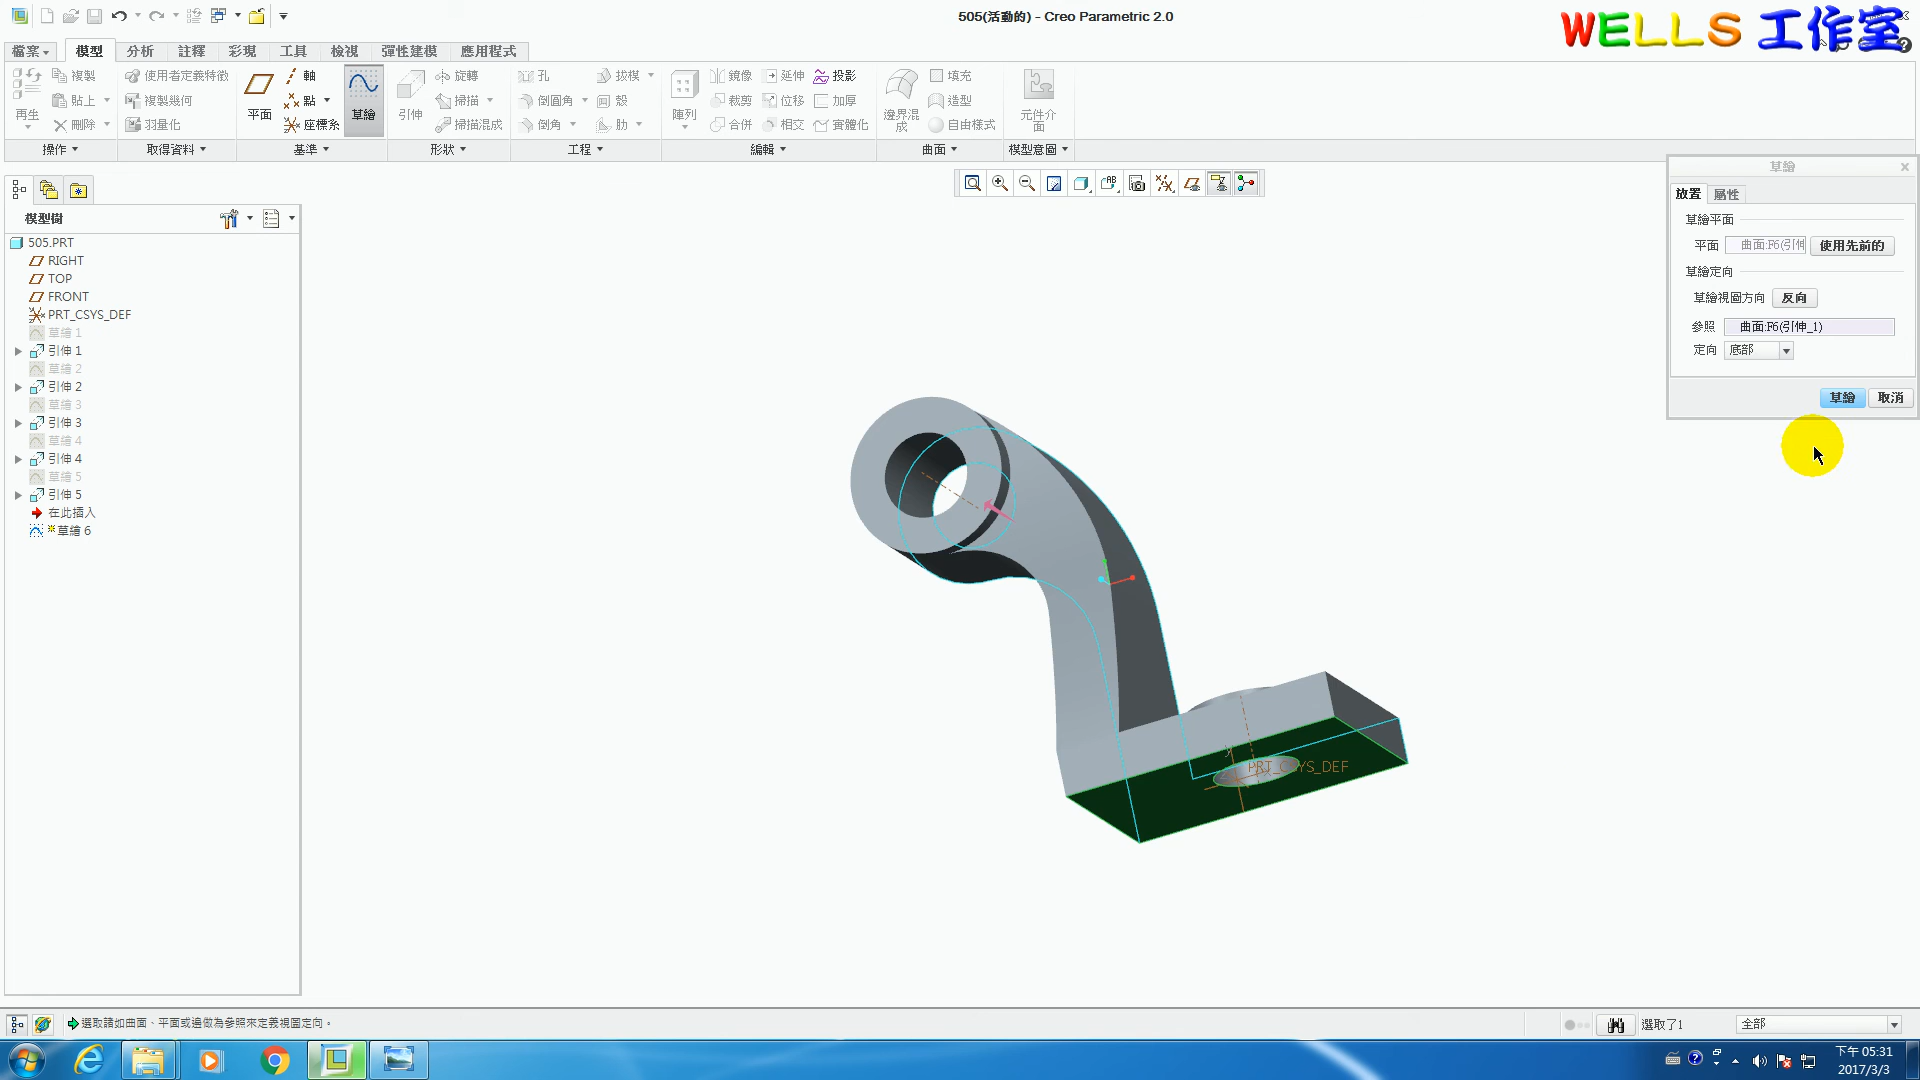 505(活動的) - Creo Parametric 2.0
WELLS 工作室
檔案 模型 分析 註釋 彩現 工具 檢視 彈性建模 應用程式
再生
複製
貼上
刪除
使用者定義特徵
複製幾何
羽量化
平面
軸
點
座標系
草繪
引伸
旋轉
掃描
掃描混成
孔
倒圓角
倒角
拔模
殼
肋
陣列
鏡像
裁剪
合併
延伸
位移
相交
投影
加厚
實體化
邊界混成
填充
造型
自由樣式
元件介面
操作 取得資料 基準 形狀 工程 編輯 曲面 模型意圖
模型樹
505.PRT
RIGHT
TOP
FRONT
PRT_CSYS_DEF
草繪 1
引伸 1
草繪 2
引伸 2
草繪 3
引伸 3
草繪 4
引伸 4
草繪 5
引伸 5
在此插入
草繪 6
PRT_CSYS_DEF
草繪
放置 屬性
草繪平面
平面 曲面:F6(引伸 使用先前的
草繪定向
草繪視圖方向 反向
參照 曲面:F6(引伸_1)
定向 底部
草繪 取消
選取諸如曲面、平面或邊做為參照來定義視圖定向。
選取了1
全部
下午 05:31
2017/3/3